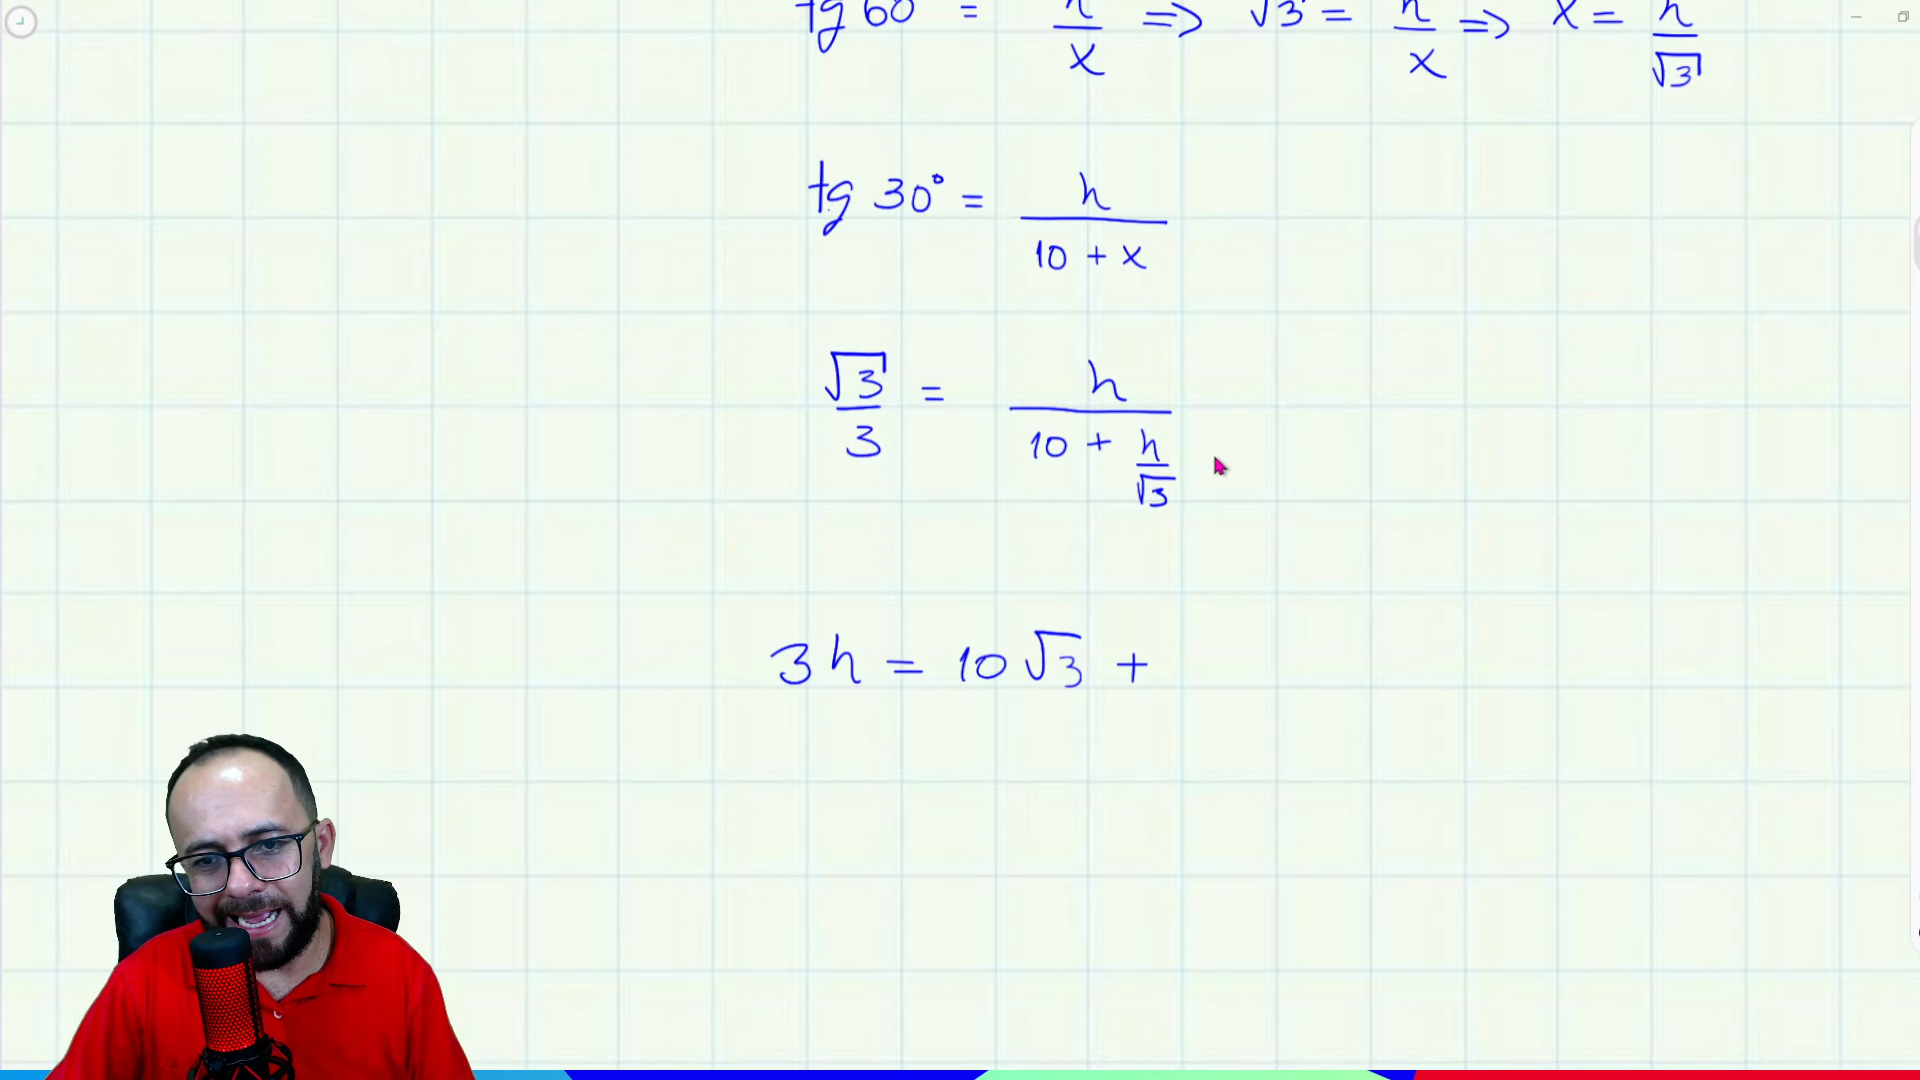 tg 60 = h/x => √3 = h/x => x = h/√3
tg 30° = h/(10 + x)
√3/3 = h/(10 + h/√3)
3h = 10√3 +